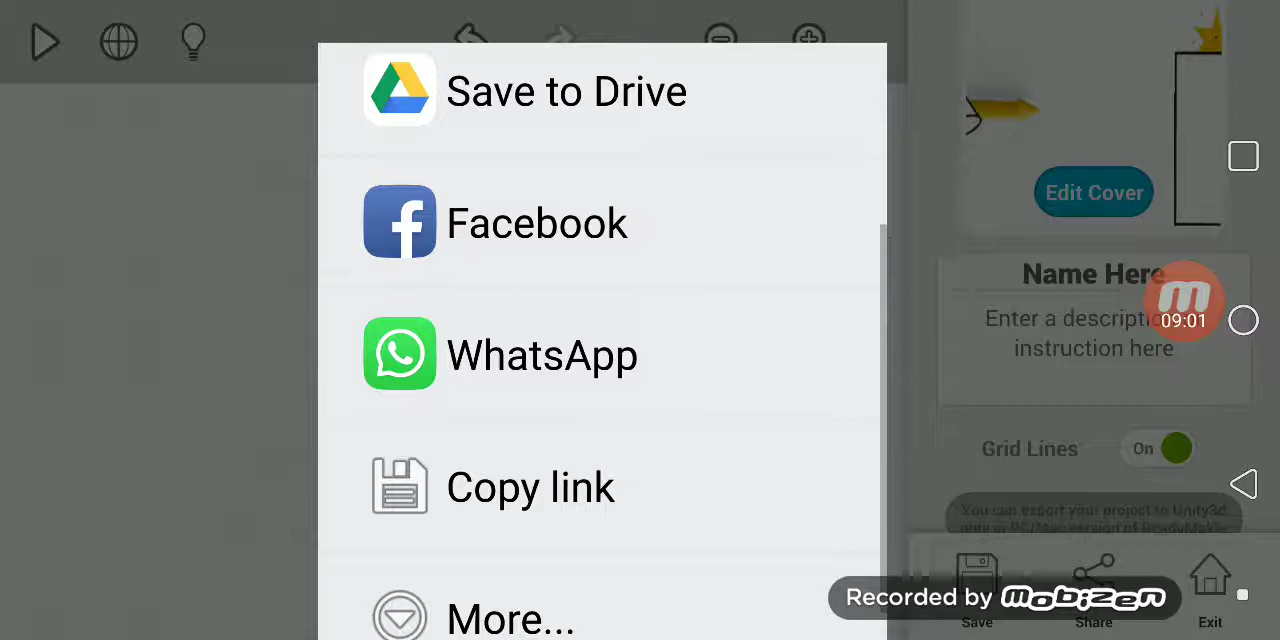 Save to Drive
Facebook
WhatsApp
Copy link
More...
Edit Cover
Name Here
Enter a descripti
instruction here
09:01
Grid Lines
On
You can export your project to Unity3d
Recorded by mobizen
Save
Share
Exit